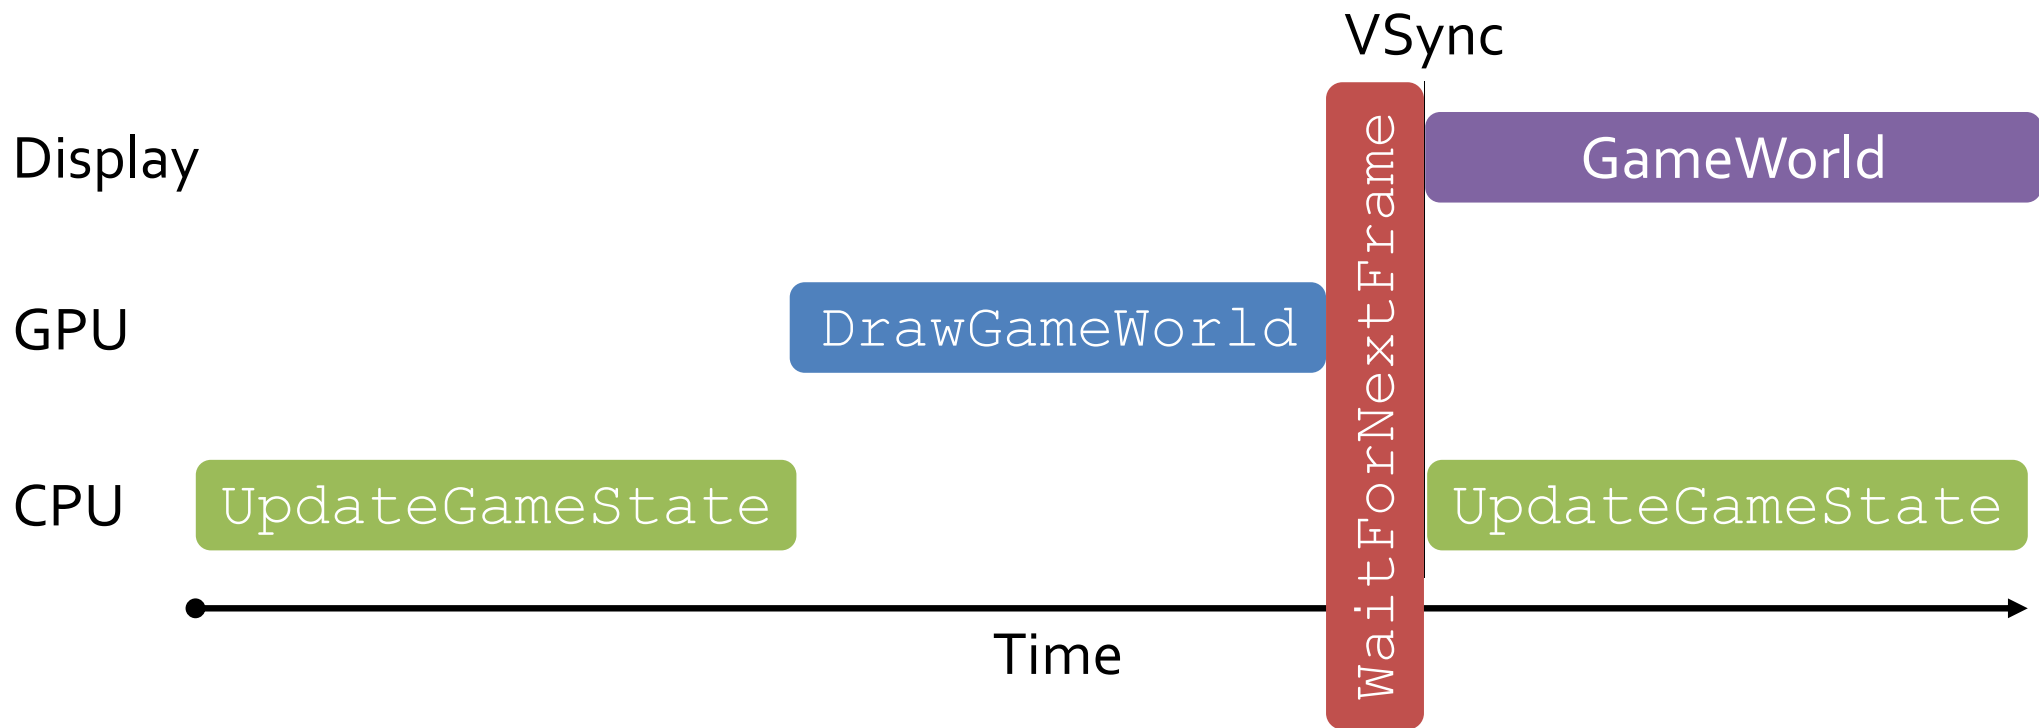 VSync
Display
GameWorld
GPU
DrawGameWorld
WaitForNextFrame
CPU
UpdateGameState
UpdateGameState
Time